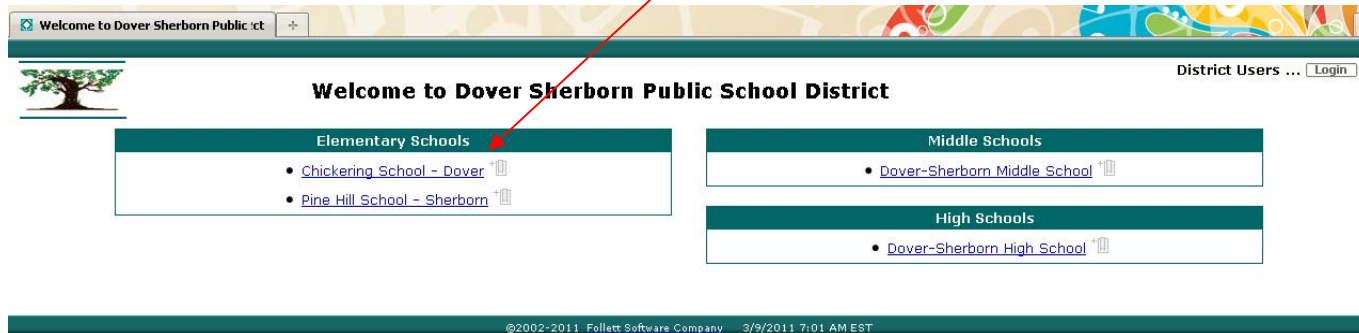 Welcome to Dover Sherborn Public :ct
District Users ... Login
Welcome to Dover Sherborn Public School District
Elementary Schools
Chickering School - Dover
Pine Hill School - Sherborn
Middle Schools
Dover-Sherborn Middle School
High Schools
Dover-Sherborn High School
©2002-2011 Follett Software Company 3/9/2011 7:01 AM EST